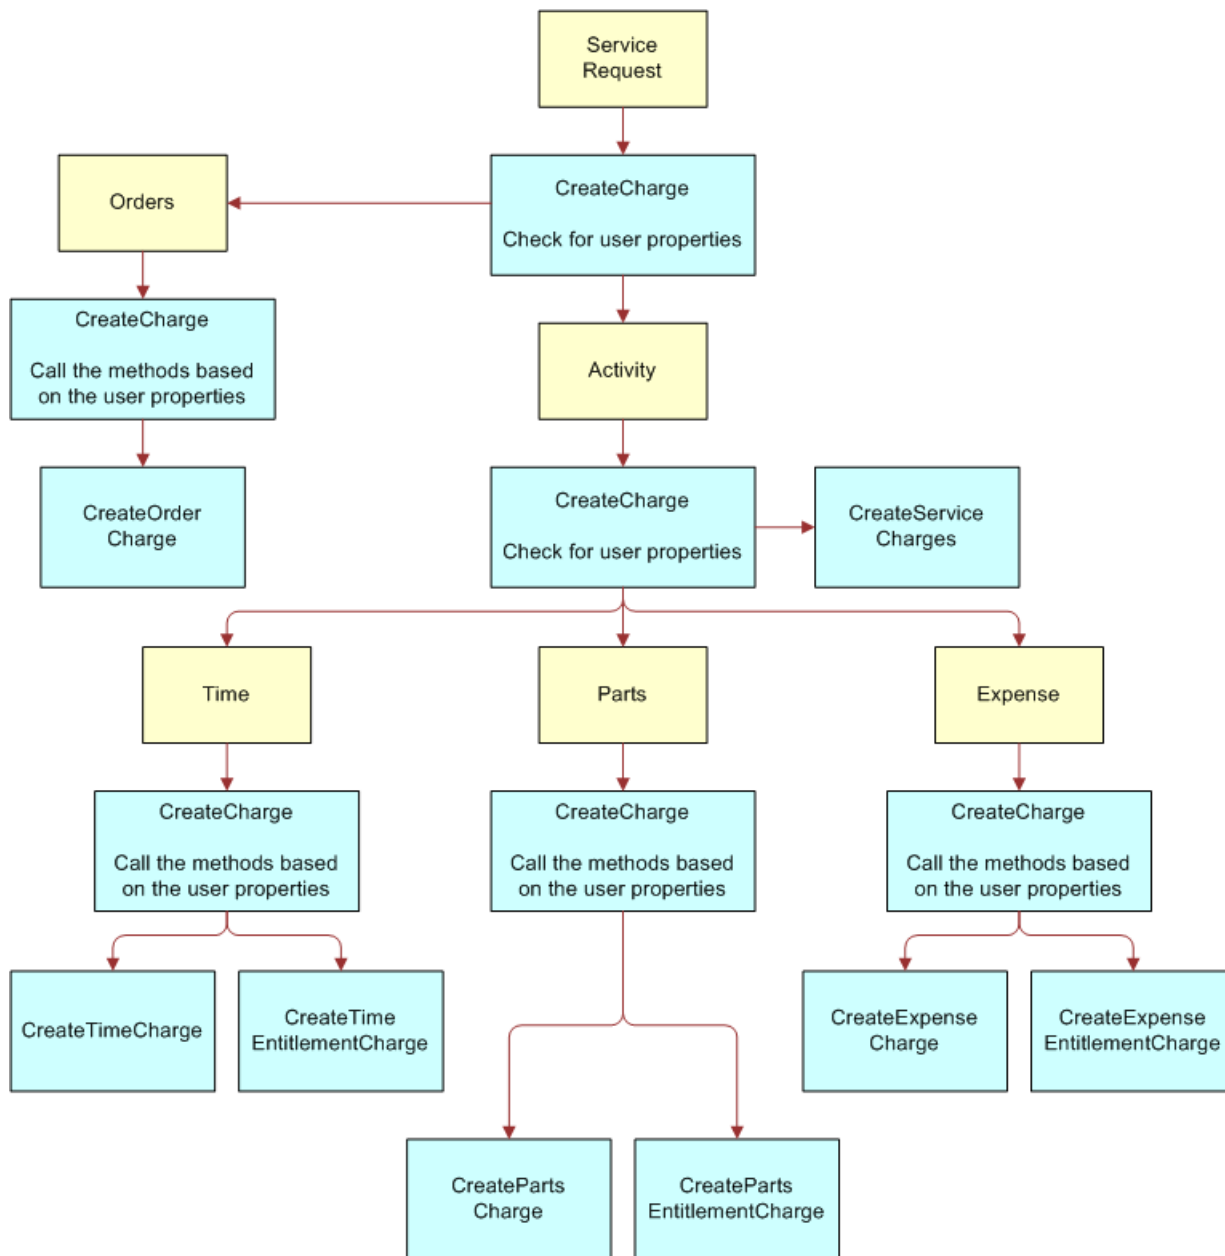 Service
Request
CreateCharge
Check for user properties
Orders
CreateCharge
Call the methods based
on the user properties
Activity
CreateOrder
Charge
CreateCharge
Check for user properties
CreateService
Charges
Time
Parts
Expense
CreateCharge
Call the methods based
on the user properties
CreateCharge
Call the methods based
on the user properties
CreateCharge
Call the methods based
on the user properties
CreateTimeCharge
CreateTime
EntitlementCharge
CreateExpense
Charge
CreateExpense
EntitlementCharge
CreateParts
Charge
CreateParts
EntitlementCharge